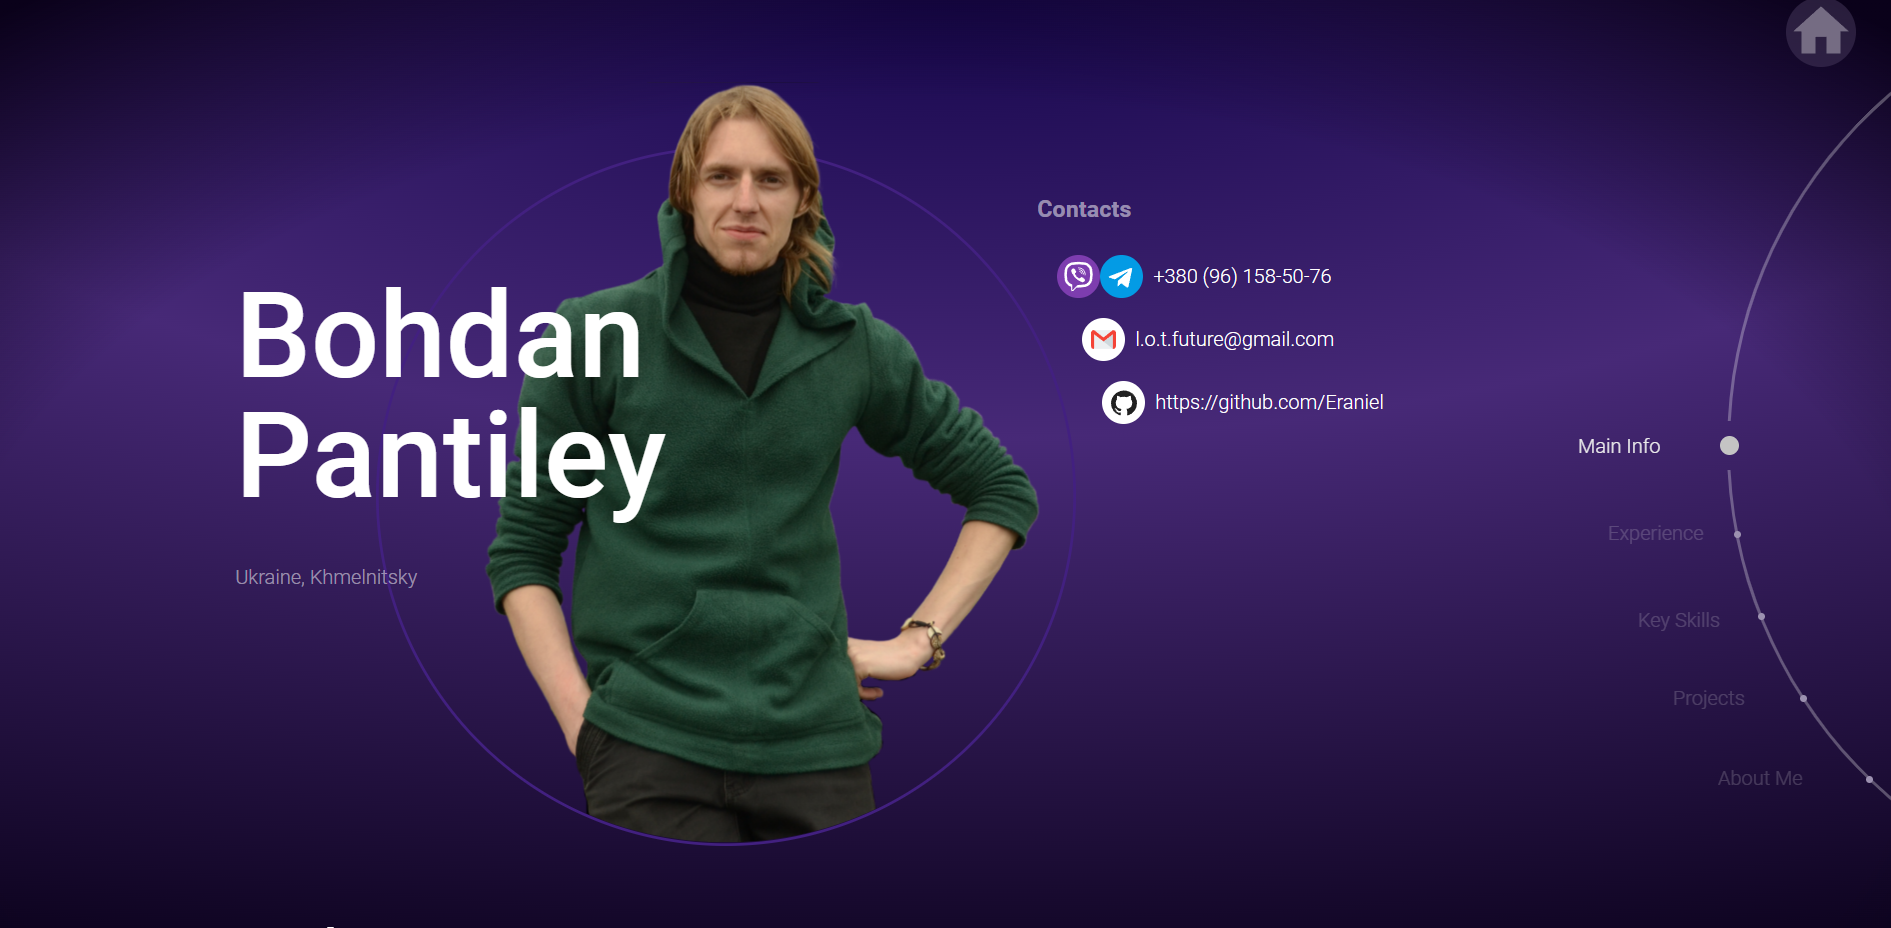 Bohdan
Pantiley
Ukraine, Khmelnitsky
Contacts
+380 (96) 158-50-76
l.o.t.future@gmail.com
https://github.com/Eraniel
Main Info
Experience
Key Skills
Projects
About Me